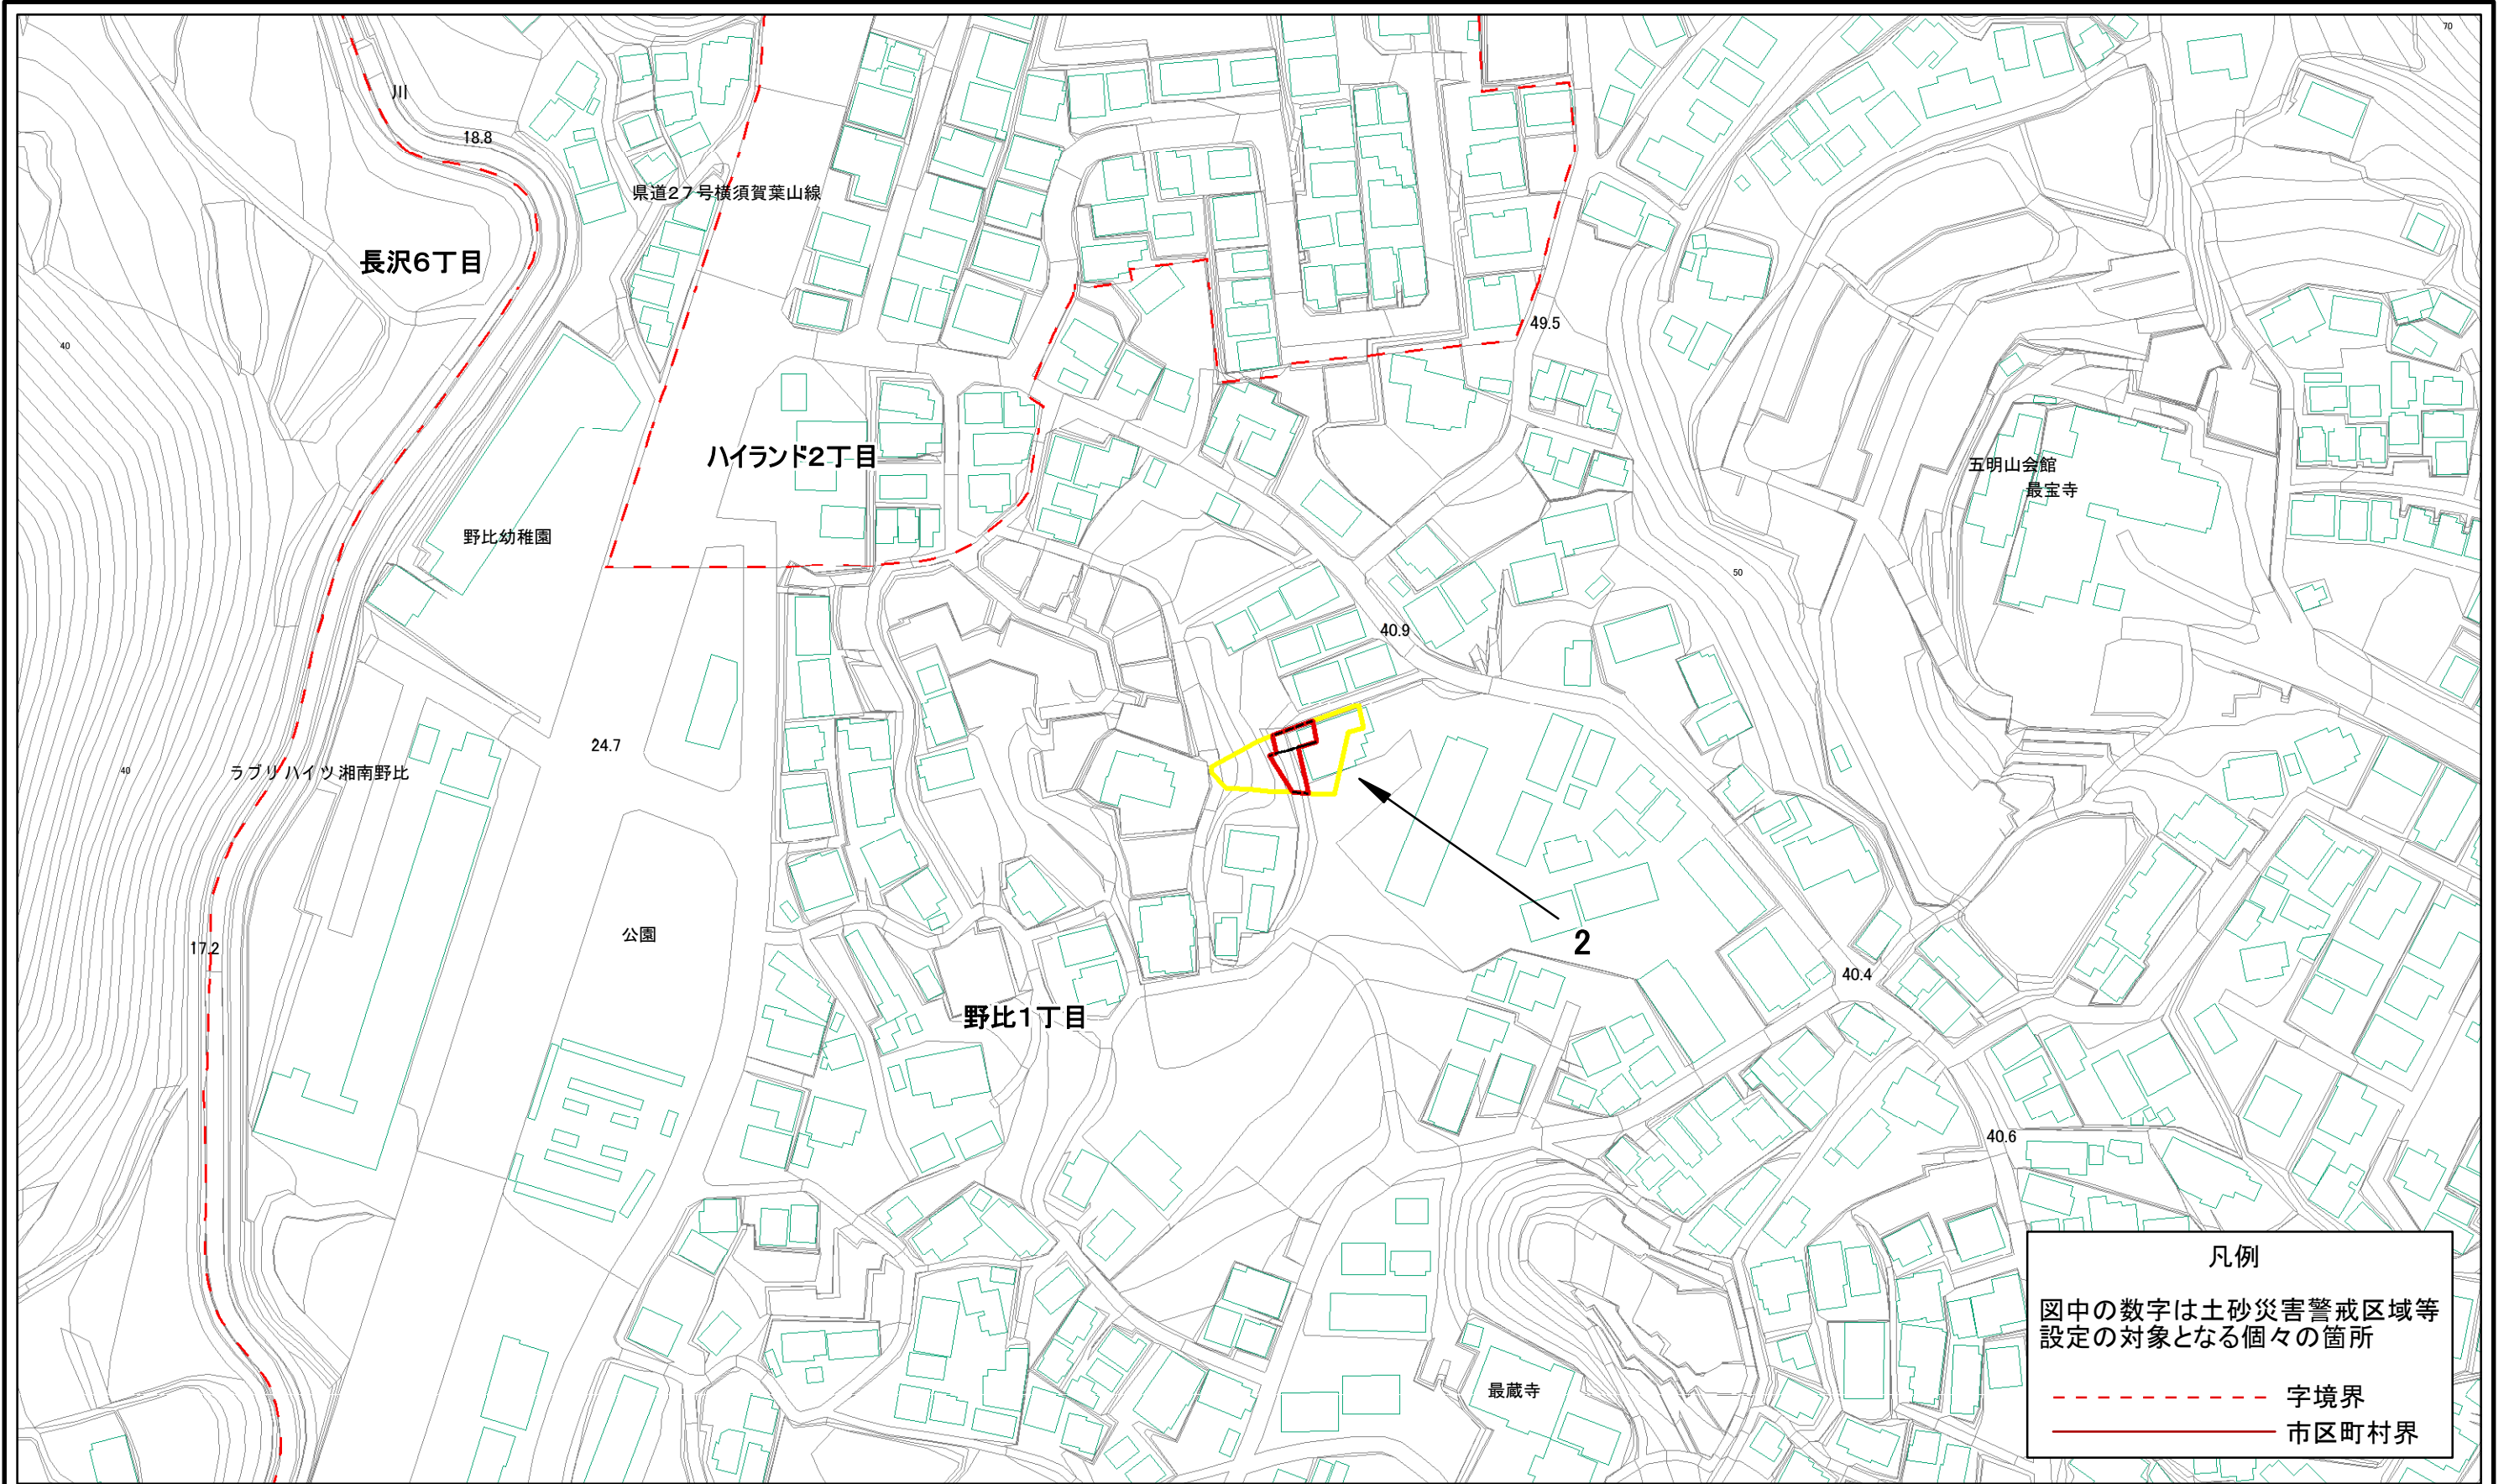 70
川
18.8
県道27号横須賀葉山線
長沢6丁目
49.5
40
ハイランド2丁目
五明山会館
最宝寺
野比幼稚園
50
40.9
24.7
ラブリハイツ湘南野比
40
公園
17.2
2
40.4
野比1丁目
40.6
最蔵寺
凡例
図中の数字は土砂災害警戒区域等
設定の対象となる個々の箇所
字境界
市区町村界